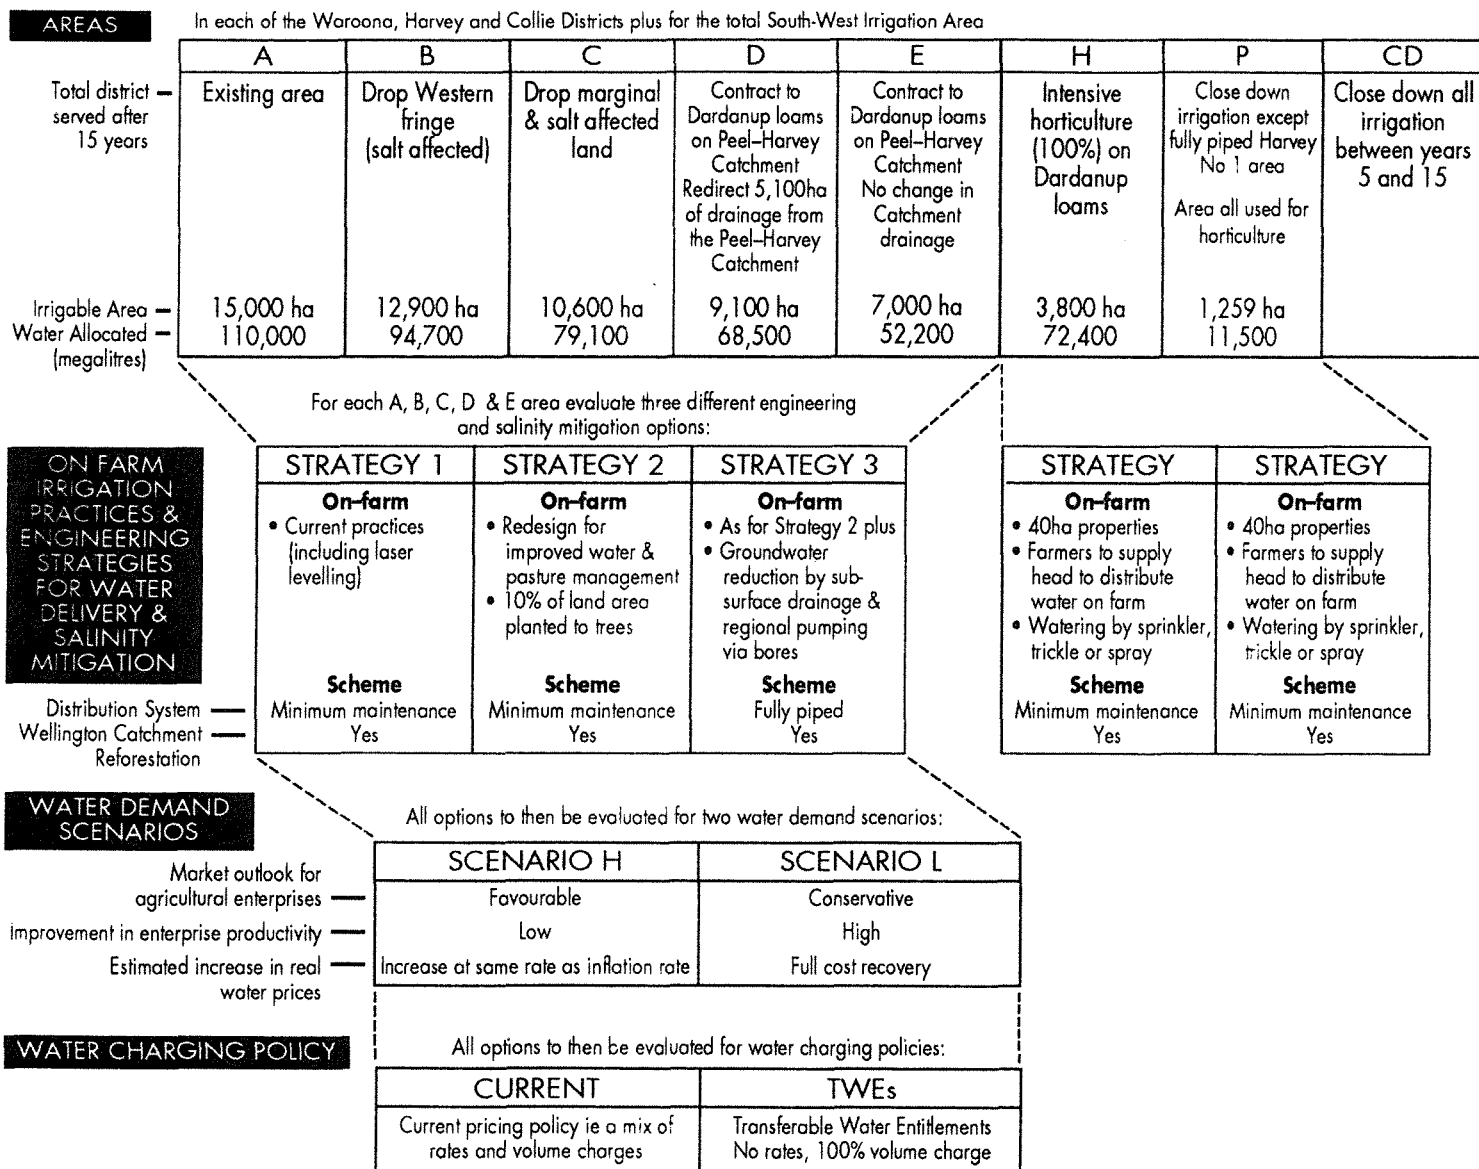 AREAS
In each of the Waroona, Harvey and Collie Districts plus for the total South-West Irrigation Area
A
B
C
D
E
H
P
CD
Total district
served after
15 years
Existing area
Drop Western
fringe
(salt affected)
Drop marginal
& salt affected
land
Contract to
Dardanup loams
on Peel–Harvey
Catchment
Redirect 5,100ha
of drainage from
the Peel–Harvey
Catchment
Contract to
Dardanup loams
on Peel–Harvey
Catchment
No change in
Catchment
drainage
Intensive
horticulture
(100%) on
Dardanup
loams
Close down
irrigation except
fully piped Harvey
No 1 area
Area all used for
horticulture
Close down all
irrigation
between years
5 and 15
Irrigable Area
15,000 ha
12,900 ha
10,600 ha
9,100 ha
7,000 ha
3,800 ha
1,259 ha
Water Allocated
(megalitres)
110,000
94,700
79,100
68,500
52,200
72,400
11,500
For each A, B, C, D & E area evaluate three different engineering
and salinity mitigation options:
ON FARM
IRRIGATION
PRACTICES &
ENGINEERING
STRATEGIES
FOR WATER
DELIVERY &
SALINITY
MITIGATION
STRATEGY 1
On–farm
• Current practices
(including laser
levelling)
Scheme
Minimum maintenance
Yes
STRATEGY 2
On–farm
• Redesign for
improved water &
pasture management
• 10% of land area
planted to trees
Scheme
Minimum maintenance
Yes
STRATEGY 3
On–farm
• As for Strategy 2 plus
• Groundwater
reduction by sub-
surface drainage &
regional pumping
via bores
Scheme
Fully piped
Yes
STRATEGY
On–farm
• 40ha properties
• Farmers to supply
head to distribute
water on farm
• Watering by sprinkler,
trickle or spray
Scheme
Minimum maintenance
Yes
STRATEGY
On–farm
• 40ha properties
• Farmers to supply
head to distribute
water on farm
• Watering by sprinkler,
trickle or spray
Scheme
Minimum maintenance
Yes
Distribution System
Wellington Catchment
Reforestation
WATER DEMAND
SCENARIOS
All options to then be evaluated for two water demand scenarios:
SCENARIO H
SCENARIO L
Market outlook for
agricultural enterprises
Favourable
Conservative
Improvement in enterprise productivity
Low
High
Estimated increase in real
water prices
Increase at same rate as inflation rate
Full cost recovery
WATER CHARGING POLICY
All options to then be evaluated for water charging policies:
CURRENT
TWEs
Current pricing policy ie a mix of
rates and volume charges
Transferable Water Entitlements
No rates, 100% volume charge